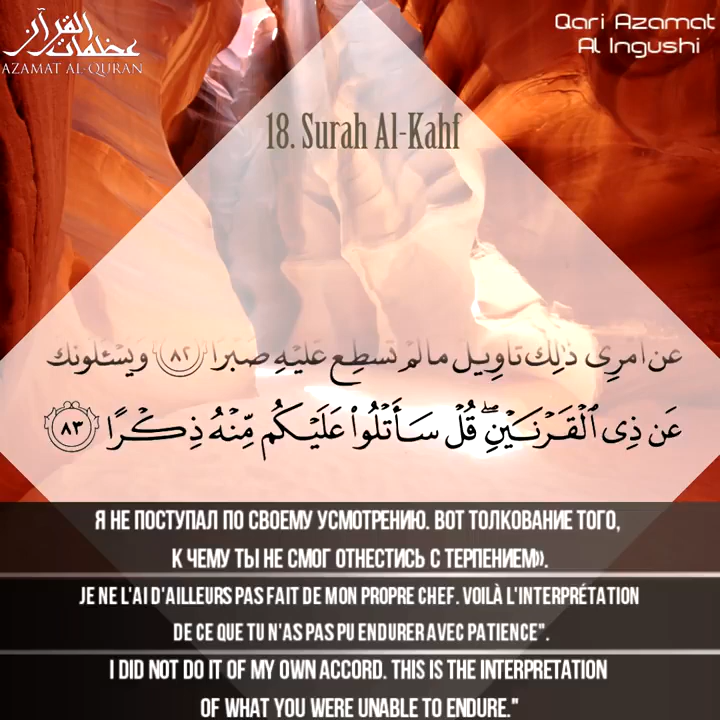 عظمات القرآن
AZAMAT AL-QURAN
Qari Azamat
Al Ingushi
18. Surah Al-Kahf
عَنْ أَمْرِى ذَٰلِكَ تَأْوِيلُ مَا لَمْ تَسْطِع عَّلَيْهِ صَبْرًا ٨٢ وَيَسْـَٔلُونَكَ
عَن ذِى ٱلْقَرْنَيْنِ ۖ قُلْ سَأَتْلُوا۟ عَلَيْكُم مِّنْهُ ذِكْرًا ٨٣
Я НЕ ПОСТУПАЛ ПО СВОЕМУ УСМОТРЕНИЮ. ВОТ ТОЛКОВАНИЕ ТОГО,
К ЧЕМУ ТЫ НЕ СМОГ ОТНЕСТИСЬ С ТЕРПЕНИЕМ».
JE NE L'AI D'AILLEURS PAS FAIT DE MON PROPRE CHEF. VOILÀ L'INTERPRÉTATION
DE CE QUE TU N'AS PAS PU ENDURER AVEC PATIENCE".
I DID NOT DO IT OF MY OWN ACCORD. THIS IS THE INTERPRETATION
OF WHAT YOU WERE UNABLE TO ENDURE."